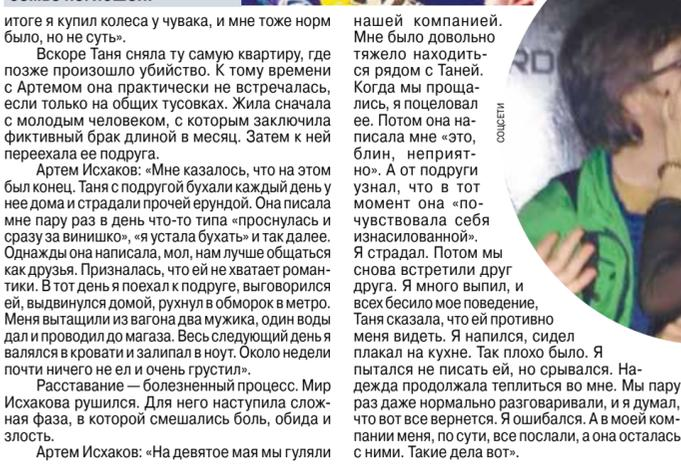 итоге я купил колеса у чувака, и мне тоже норм
было, но не суть».
Вскоре Таня сняла ту самую квартиру, где
позже произошло убийство. К тому времени
с Артемом она практически не встречалась,
если только на общих тусовках. Жила сначала
с молодым человеком, с которым заключила
фиктивный брак длиной в месяц. Затем к ней
переехала ее подруга.
Артем Исхаков: «Мне казалось, что на этом
был конец. Таня с подругой бухали каждый день у
нее дома и страдали прочей ерундой. Она писала
мне пару раз в день что-то типа «проснулась и
сразу за винишко», «я устала бухать» и так далее.
Однажды она написала, мол, нам лучше общаться
как друзья. Призналась, что ей не хватает роман-
тики. В тот день я поехал к подруге, выговорился
ей, выдвинулся домой, рухнул в обморок в метро.
Меня вытащили из вагона два мужика, один воды
дал и проводил до магаза. Весь следующий день я
валялся в кровати и залипал в ноут. Около недели
почти ничего не ел и очень грустил».
Расставание — болезненный процесс. Мир
Исхакова рушился. Для него наступила слож-
ная фаза, в которой смешались боль, обида и
злость.
Артем Исхаков: «На девятое мая мы гуляли
нашей компанией.
Мне было довольно
тяжело находить-
ся рядом с Таней.
Когда мы проща-
лись, я поцеловал
ее. Потом она на-
писала мне «это,
блин, неприят-
но». А от подруги
узнал, что в тот
момент она «по-
чувствовала себя
изнасилованной».
Я страдал. Потом мы
снова встретили друг
друга. Я много выпил, и
всех бесило мое поведение,
Таня сказала, что ей противно
меня видеть. Я напился, сидел
плакал на кухне. Так плохо было. Я
пытался не писать ей, но срывался. На-
дежда продолжала теплиться во мне. Мы пару
раз даже нормально разговаривали, и я думал,
что вот все вернется. Я ошибался. А в моей ком-
пании меня, по сути, все послали, а она осталась
с ними. Такие дела вот».
СОЦСЕТИ
RD